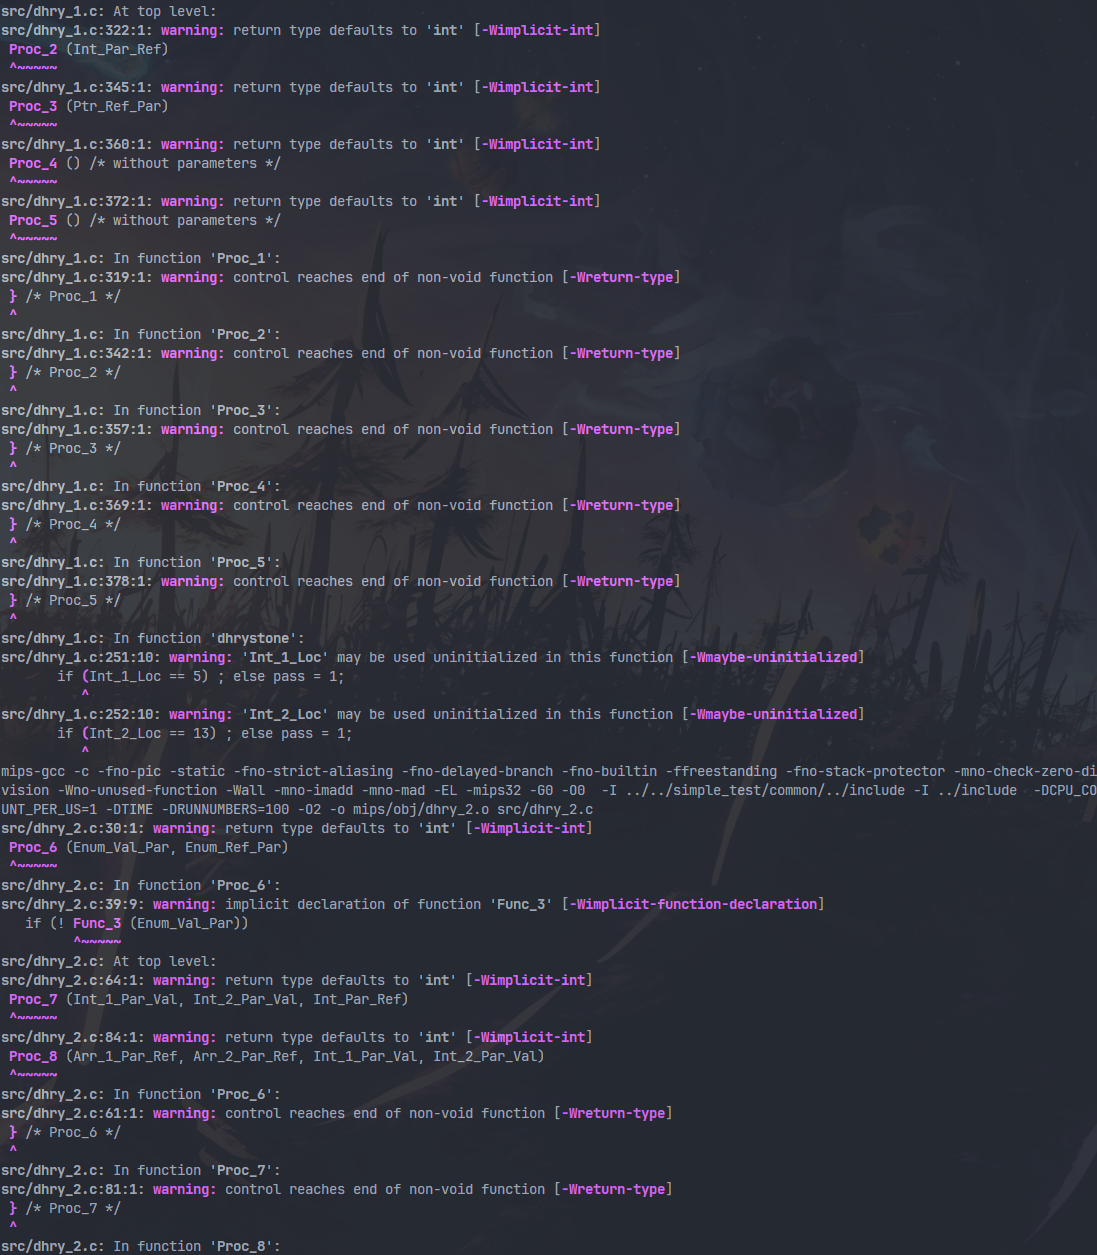 src/dhry_1.c: At top level:
src/dhry_1.c:322:1: warning: return type defaults to 'int' [-Wimplicit-int]
 Proc_2 (Int_Par_Ref)
 ^~~~~~
src/dhry_1.c:345:1: warning: return type defaults to 'int' [-Wimplicit-int]
 Proc_3 (Ptr_Ref_Par)
 ^~~~~~
src/dhry_1.c:360:1: warning: return type defaults to 'int' [-Wimplicit-int]
 Proc_4 () /* without parameters */
 ^~~~~~
src/dhry_1.c:372:1: warning: return type defaults to 'int' [-Wimplicit-int]
 Proc_5 () /* without parameters */
 ^~~~~~
src/dhry_1.c: In function 'Proc_1':
src/dhry_1.c:319:1: warning: control reaches end of non-void function [-Wreturn-type]
 } /* Proc_1 */
 ^
src/dhry_1.c: In function 'Proc_2':
src/dhry_1.c:342:1: warning: control reaches end of non-void function [-Wreturn-type]
 } /* Proc_2 */
 ^
src/dhry_1.c: In function 'Proc_3':
src/dhry_1.c:357:1: warning: control reaches end of non-void function [-Wreturn-type]
 } /* Proc_3 */
 ^
src/dhry_1.c: In function 'Proc_4':
src/dhry_1.c:369:1: warning: control reaches end of non-void function [-Wreturn-type]
 } /* Proc_4 */
 ^
src/dhry_1.c: In function 'Proc_5':
src/dhry_1.c:378:1: warning: control reaches end of non-void function [-Wreturn-type]
 } /* Proc_5 */
 ^
src/dhry_1.c: In function 'dhrystone':
src/dhry_1.c:251:10: warning: 'Int_1_Loc' may be used uninitialized in this function [-Wmaybe-uninitialized]
       if (Int_1_Loc == 5) ; else pass = 1;
          ^
src/dhry_1.c:252:10: warning: 'Int_2_Loc' may be used uninitialized in this function [-Wmaybe-uninitialized]
       if (Int_2_Loc == 13) ; else pass = 1;
          ^
mips-gcc -c -fno-pic -static -fno-strict-aliasing -fno-delayed-branch -fno-builtin -ffreestanding -fno-stack-protector -mno-check-zero-di
vision -Wno-unused-function -Wall -mno-imadd -mno-mad -EL -mips32 -G0 -O0  -I ../../simple_test/common/../include -I ../include  -DCPU_CO
UNT_PER_US=1 -DTIME -DRUNNUMBERS=100 -O2 -o mips/obj/dhry_2.o src/dhry_2.c
src/dhry_2.c:30:1: warning: return type defaults to 'int' [-Wimplicit-int]
 Proc_6 (Enum_Val_Par, Enum_Ref_Par)
 ^~~~~~
src/dhry_2.c: In function 'Proc_6':
src/dhry_2.c:39:9: warning: implicit declaration of function 'Func_3' [-Wimplicit-function-declaration]
   if (! Func_3 (Enum_Val_Par))
         ^~~~~~
src/dhry_2.c: At top level:
src/dhry_2.c:64:1: warning: return type defaults to 'int' [-Wimplicit-int]
 Proc_7 (Int_1_Par_Val, Int_2_Par_Val, Int_Par_Ref)
 ^~~~~~
src/dhry_2.c:84:1: warning: return type defaults to 'int' [-Wimplicit-int]
 Proc_8 (Arr_1_Par_Ref, Arr_2_Par_Ref, Int_1_Par_Val, Int_2_Par_Val)
 ^~~~~~
src/dhry_2.c: In function 'Proc_6':
src/dhry_2.c:61:1: warning: control reaches end of non-void function [-Wreturn-type]
 } /* Proc_6 */
 ^
src/dhry_2.c: In function 'Proc_7':
src/dhry_2.c:81:1: warning: control reaches end of non-void function [-Wreturn-type]
 } /* Proc_7 */
 ^
src/dhry_2.c: In function 'Proc_8':